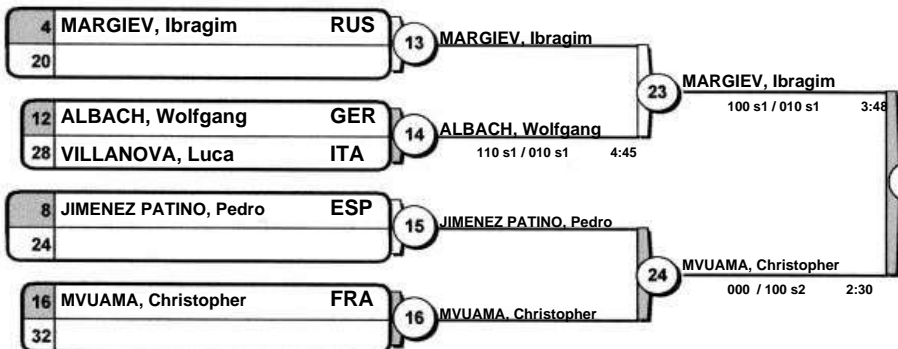 4 MARGIEV, Ibragim RUS
20
13 MARGIEV, Ibragim
12 ALBACH, Wolfgang GER
28 VILLANOVA, Luca ITA
14 ALBACH, Wolfgang
110 s1 / 010 s1 4:45
23 MARGIEV, Ibragim
100 s1 / 010 s1 3:48
8 JIMENEZ PATINO, Pedro ESP
24
15 JIMENEZ PATINO, Pedro
16 MVUAMA, Christopher FRA
32
16 MVUAMA, Christopher
24 MVUAMA, Christopher
000 / 100 s2 2:30